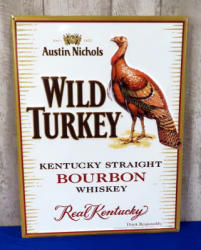 Austin Nichols
WILD
TURKEY
KENTUCKY STRAIGHT
BOURBON
WHISKEY
Real Kentucky
Drink Responsibly